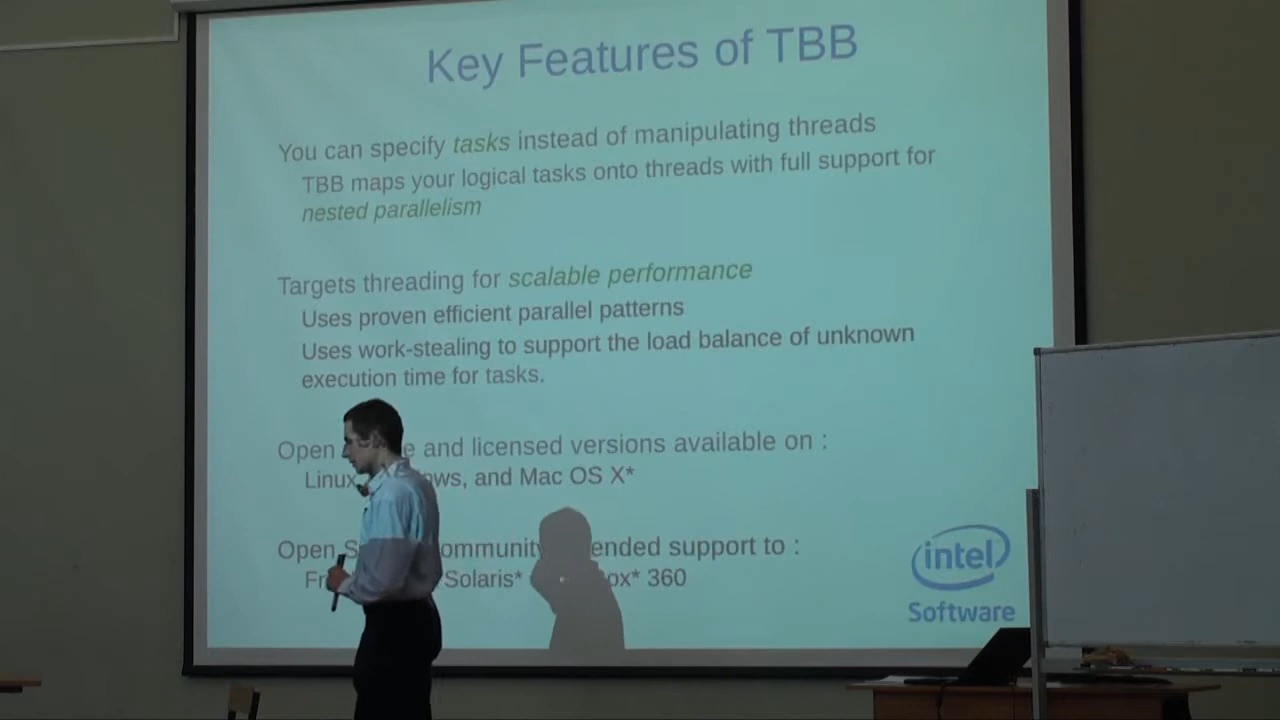 Key Features of TBB
You can specify tasks instead of manipulating threads
TBB maps your logical tasks onto threads with full support for
nested parallelism
Targets threading for scalable performance
Uses proven efficient parallel patterns
Uses work-stealing to support the load balance of unknown
execution time for tasks.
Open and licensed versions available on :
Linux and Mac OS X*
Open support to :
Solaris* 360
intel
Software